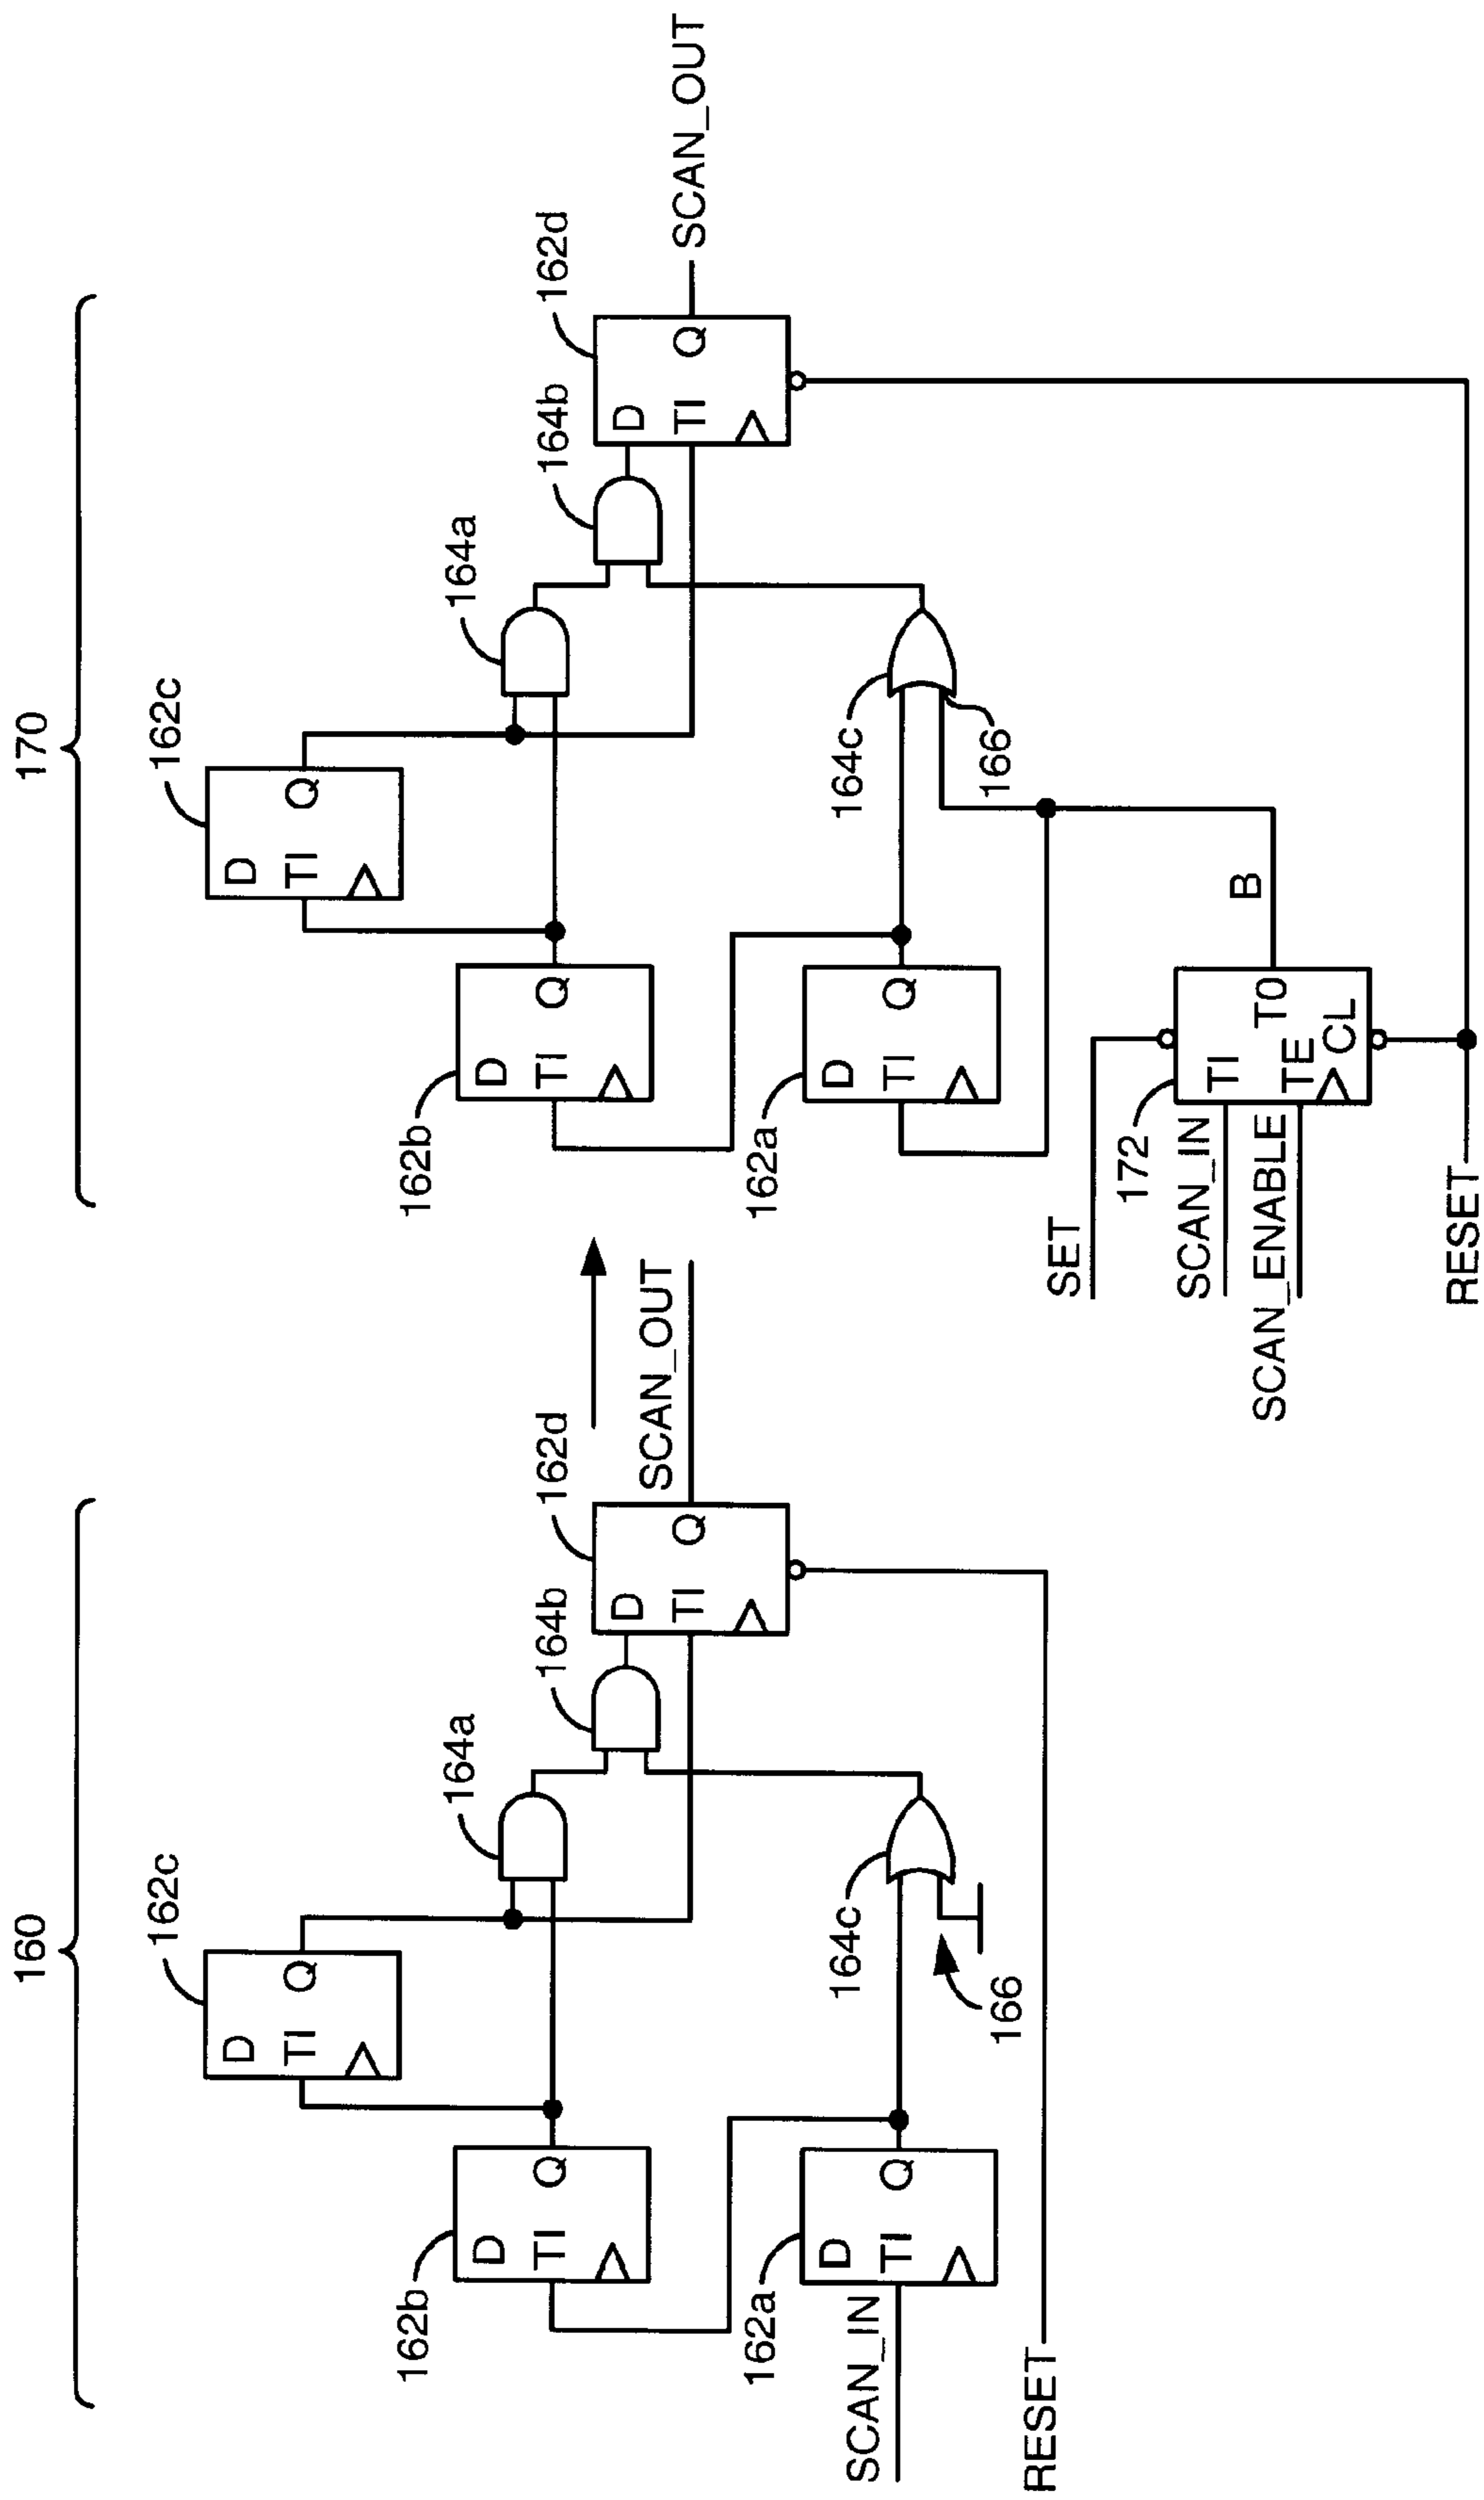 160
162c
D
TI
Q
164a
164b
162d
162b
D
TI
Q
D
TI
Q
SCAN_OUT
162a
D
TI
Q
164c
166
SCAN_IN
RESET
170
162c
D
TI
Q
164a
164b
162d
162b
D
TI
Q
D
TI
Q
SCAN_OUT
162a
D
TI
Q
164c
166
SET
172
SCAN_IN
TI
TO
B
SCAN_ENABLE
TE
CL
RESET